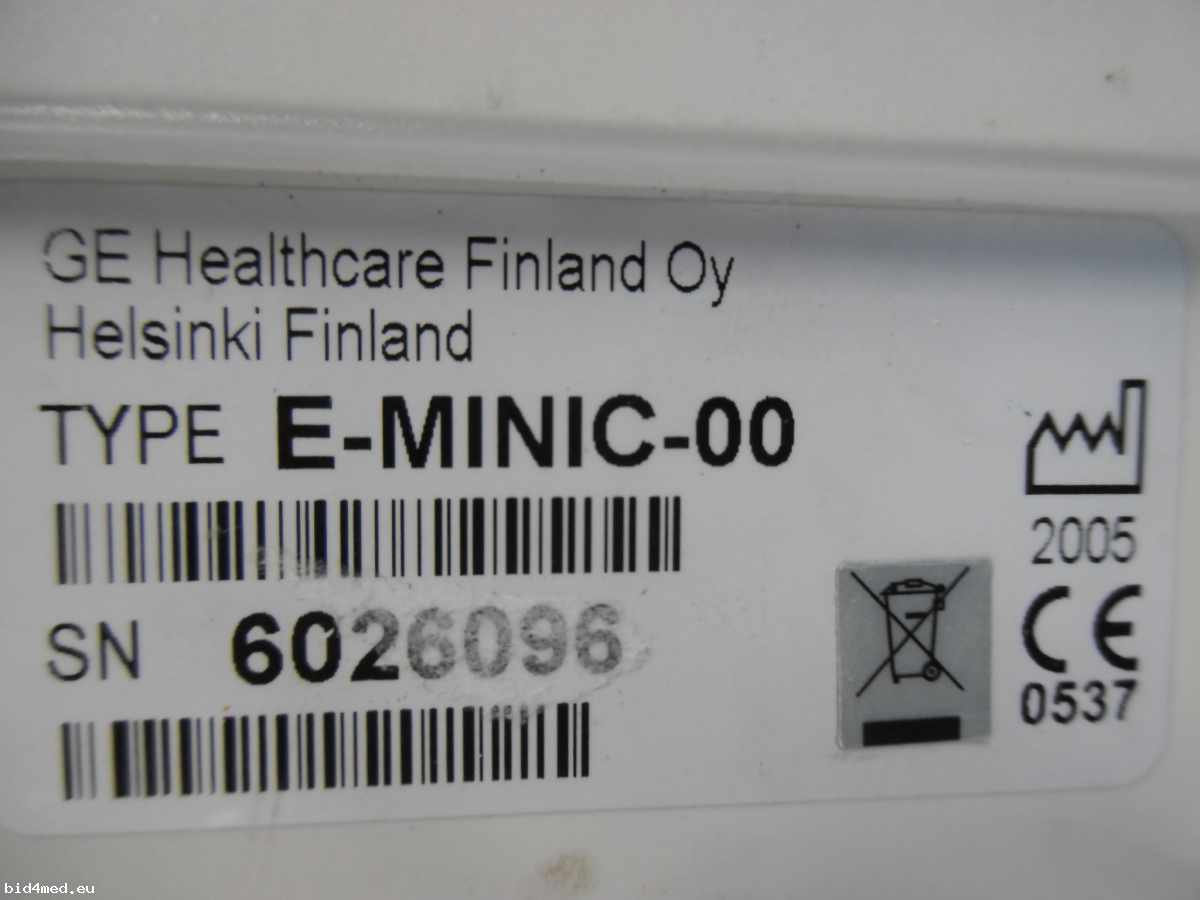 GE Healthcare Finland Oy
Helsinki Finland
TYPE E-MINIC-00
SN 6026096
2005
CE
0537
bid4med.eu